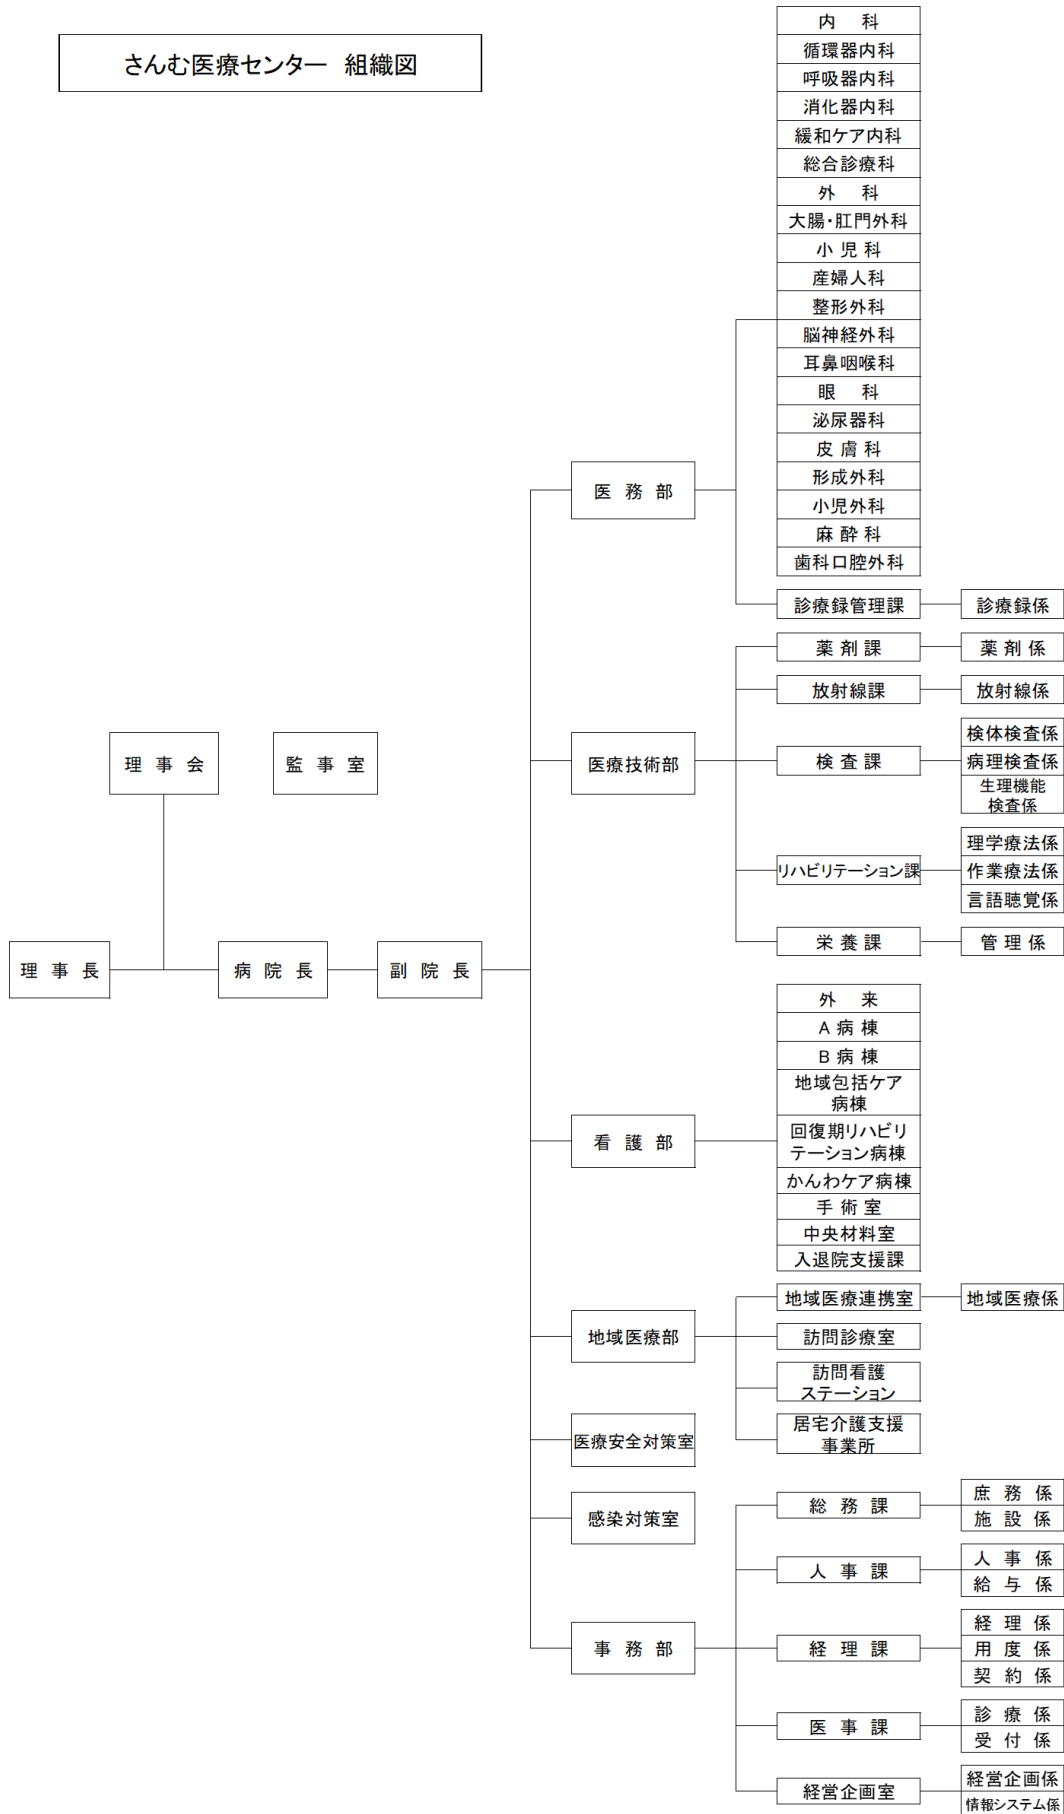 さんむ医療センター 組織図
内 科
循環器内科
呼吸器内科
消化器内科
緩和ケア内科
総合診療科
外 科
大腸・肛門外科
小 児 科
産婦人科
整形外科
脳神経外科
耳鼻咽喉科
眼 科
泌尿器科
皮 膚 科
形成外科
小児外科
麻 酔 科
歯科口腔外科
医 務 部
診療録管理課
診療録係
薬 剤 課
薬 剤 係
放射線課
放射線係
理 事 会
監 事 室
医療技術部
検 査 課
検体検査係
病理検査係
生理機能
検査係
リハビリテーション課
理学療法係
作業療法係
言語聴覚係
栄 養 課
管 理 係
理 事 長
病 院 長
副 院 長
看 護 部
外 来
A 病 棟
B 病 棟
地域包括ケア
病棟
回復期リハビリ
テーション病棟
かんわケア病棟
手 術 室
中央材料室
入退院支援課
地域医療部
地域医療連携室
地域医療係
訪問診療室
訪問看護
ステーション
居宅介護支援
事業所
医療安全対策室
感染対策室
事 務 部
総 務 課
庶 務 係
施 設 係
人 事 課
人 事 係
給 与 係
経 理 課
経 理 係
用 度 係
契 約 係
医 事 課
診 療 係
受 付 係
経営企画室
経営企画係
情報システム係